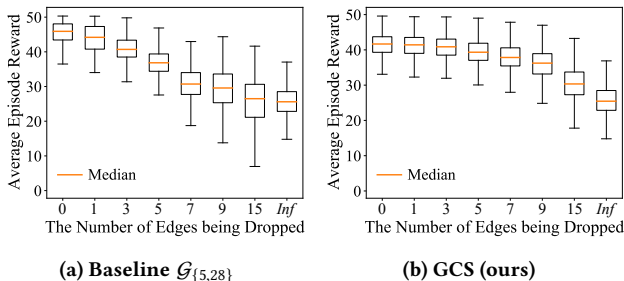 Average Episode Reward
50
40
30
20
10
0
Median
0 1 3 5 7 9 15 Inf
The Number of Edges being Dropped
(a) Baseline 𝒢{5,28}
Average Episode Reward
50
40
30
20
10
0
Median
0 1 3 5 7 9 15 Inf
The Number of Edges being Dropped
(b) GCS (ours)